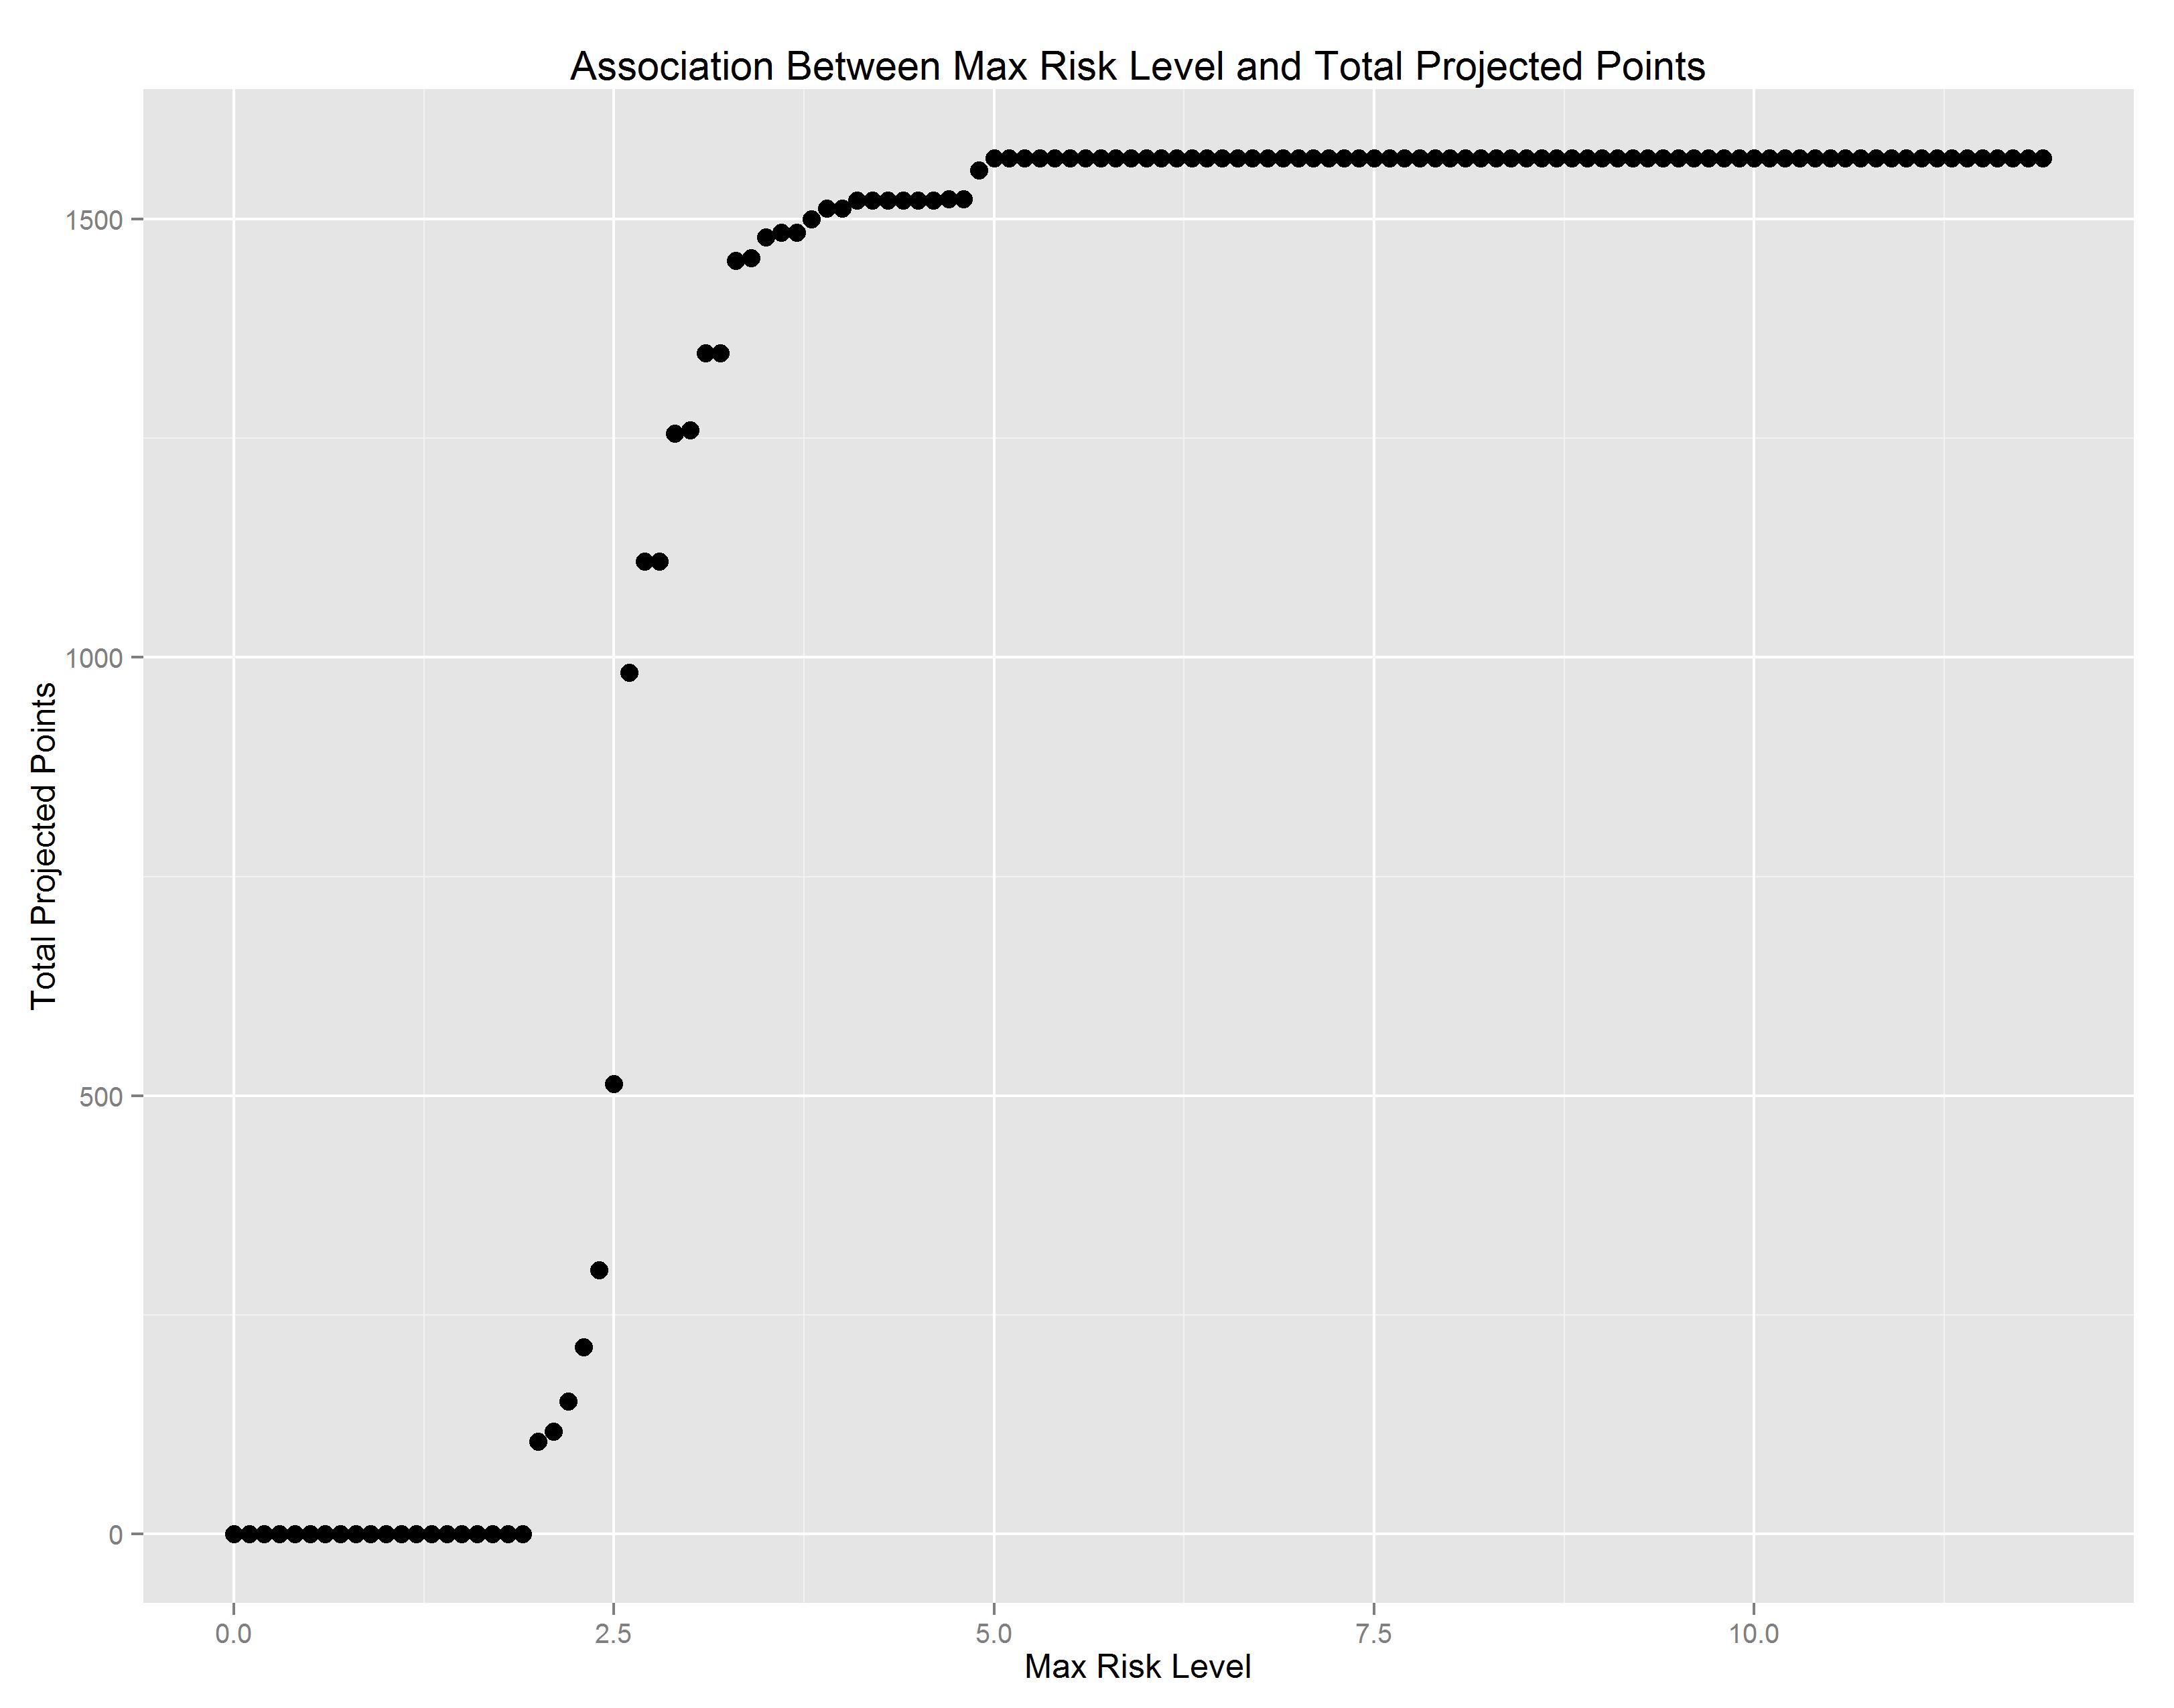 Association Between Max Risk Level and Total Projected Points
Total Projected Points
1500
1000
500
0
0.0 2.5 5.0 7.5 10.0
Max Risk Level